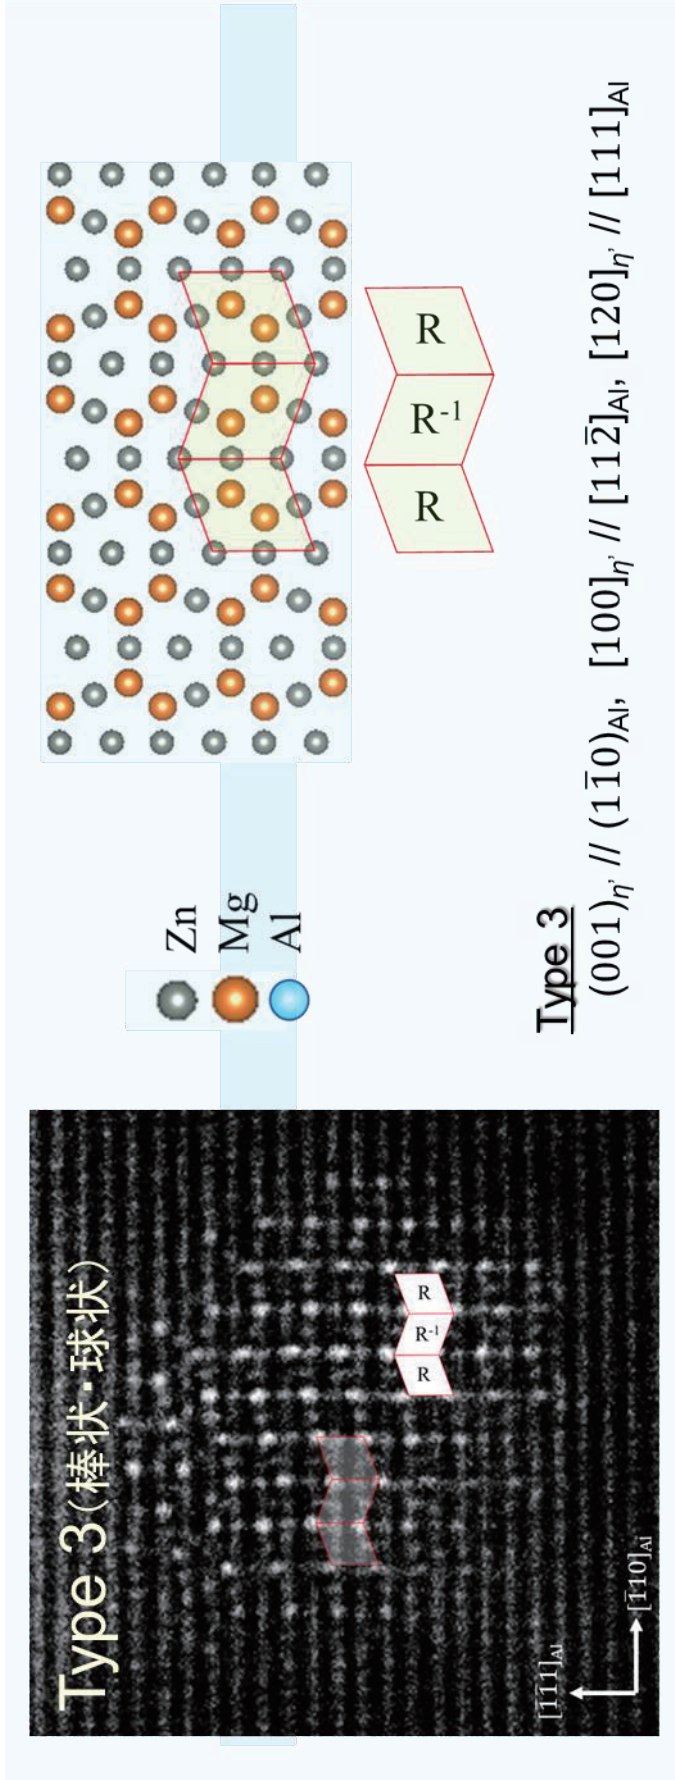 Type 3(棒状・球状)
R
R⁻¹
R
[1̄1̄1]Al
[1̄10]Al
Zn
Mg
Al
R
R⁻¹
R
Type 3
(001)η' // (11̄0)Al, [100]η' // [112̄]Al, [120]η' // [111]Al